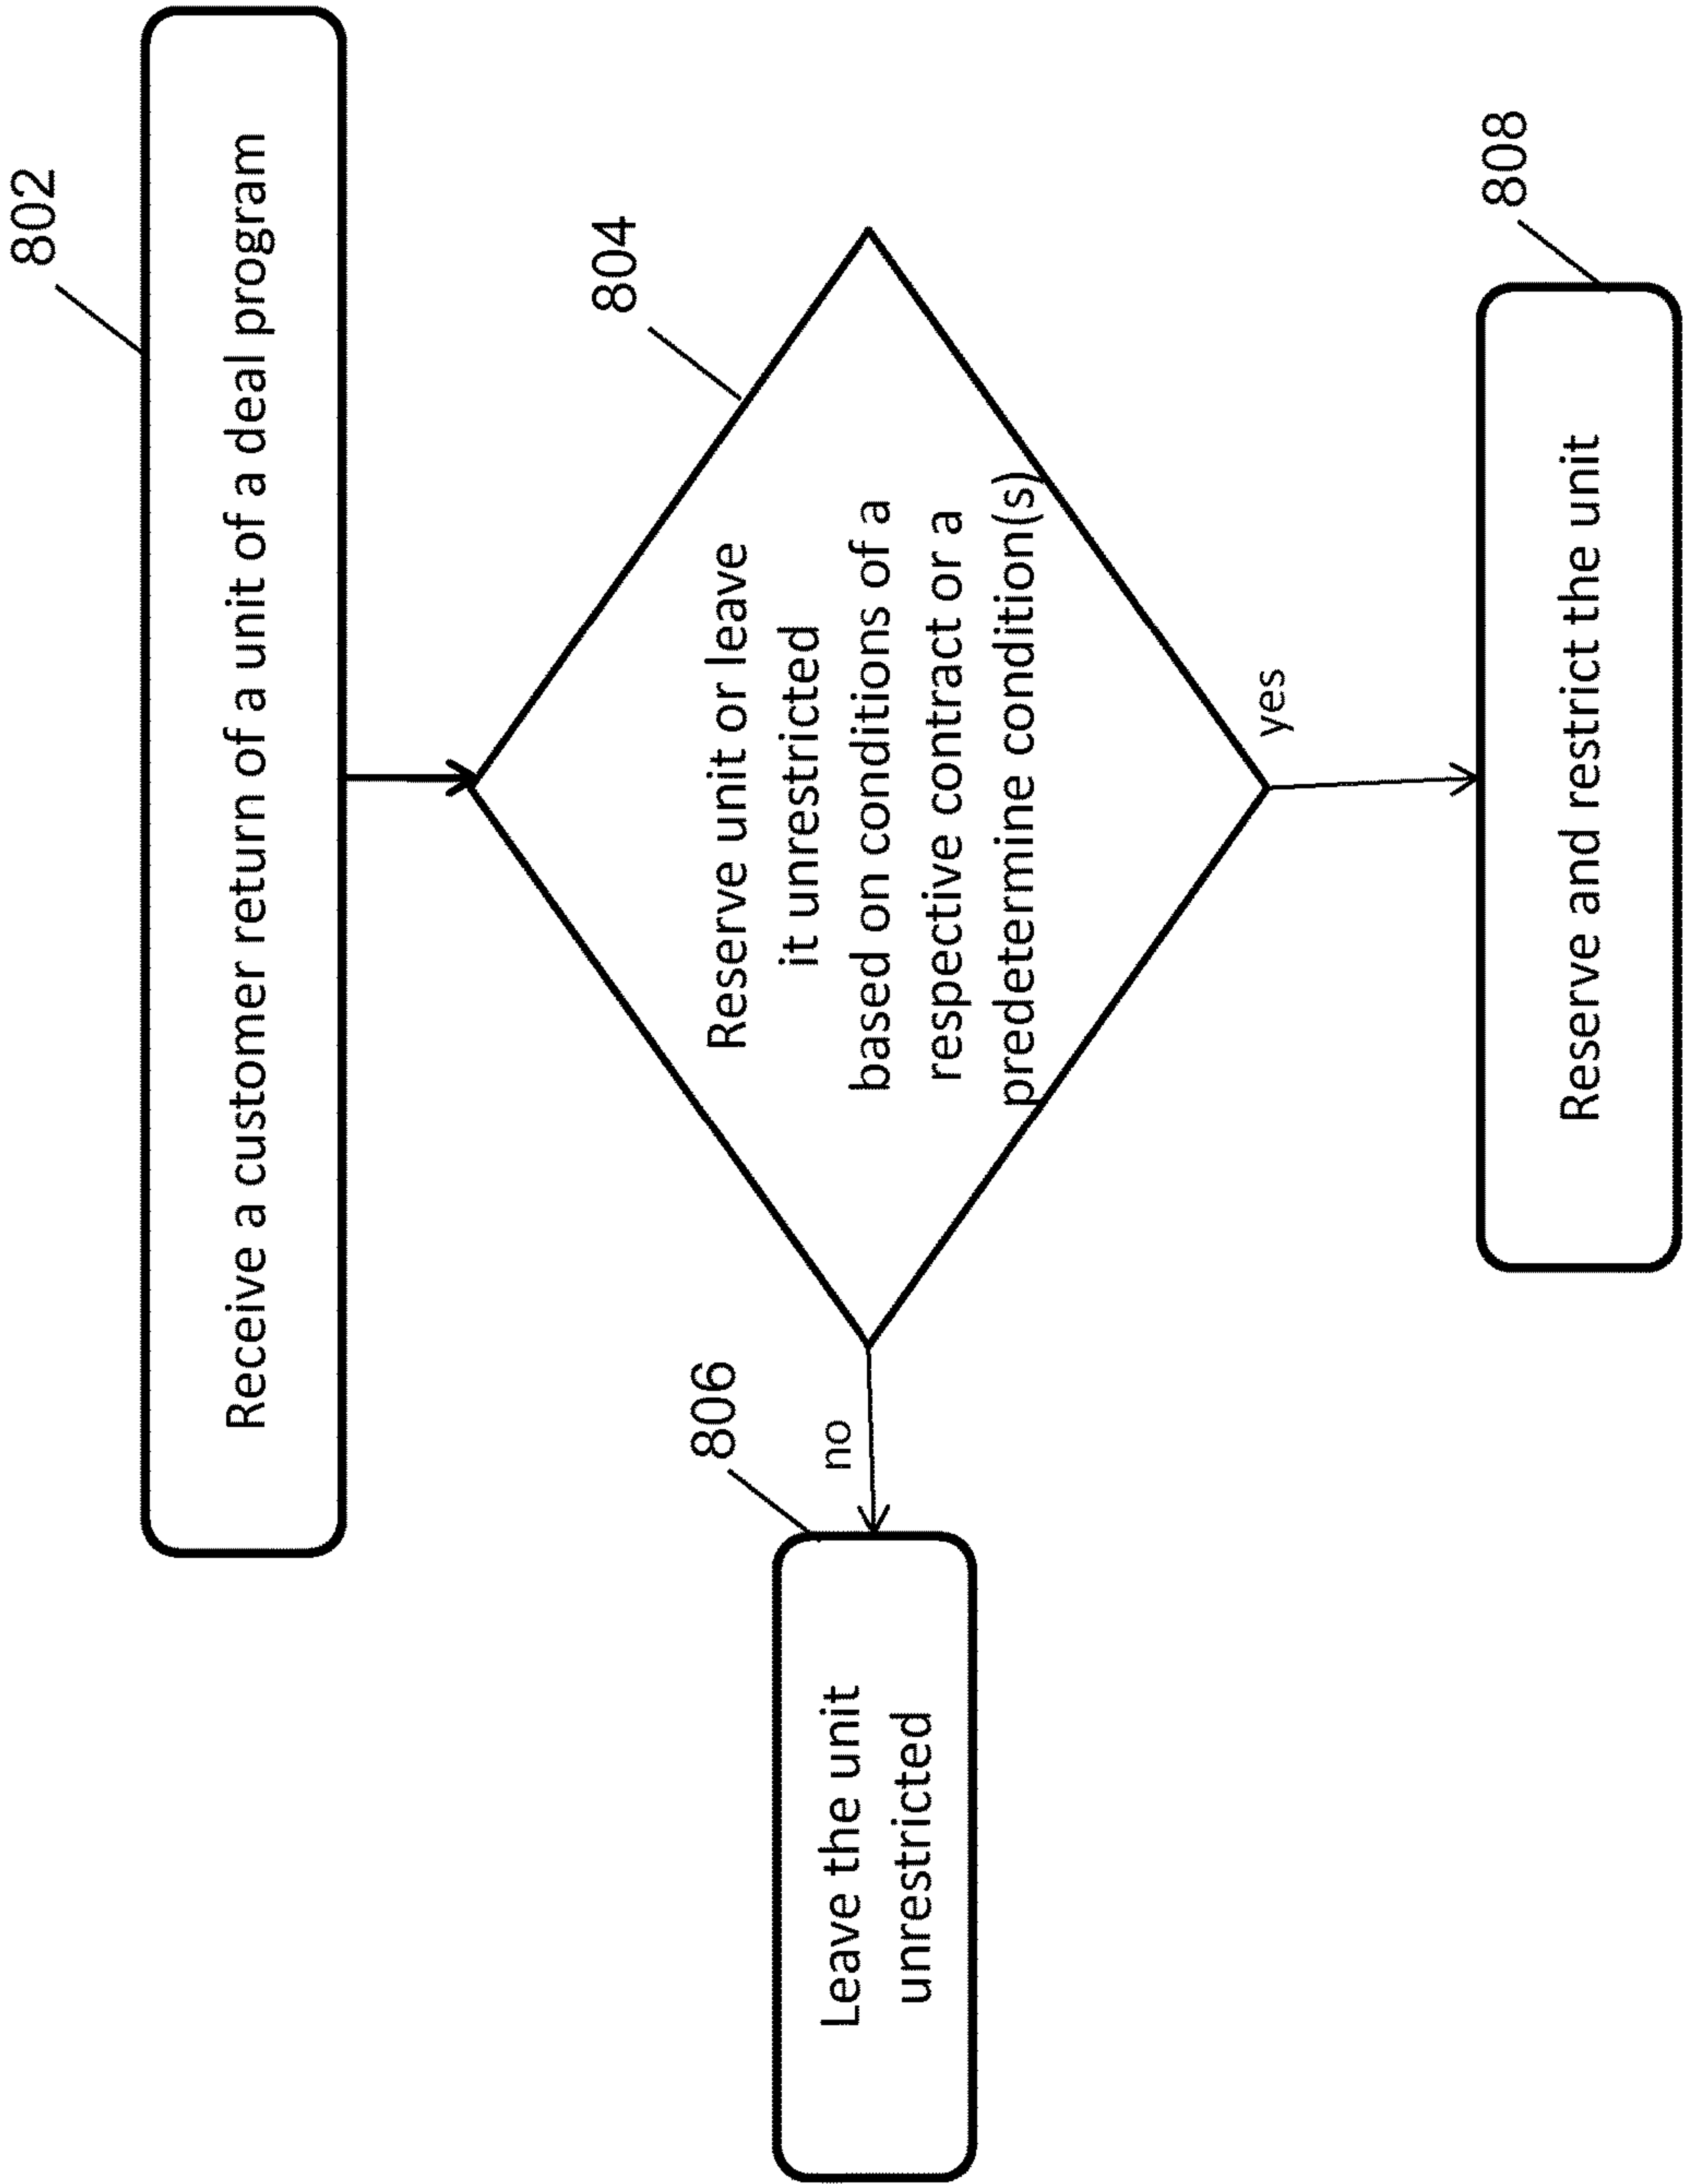 802
Receive a customer return of a unit of a deal program
804
Reserve unit or leave
it unrestricted
based on conditions of a
respective contract or a
predetermine condition(s)
806
no
Leave the unit
unrestricted
yes
808
Reserve and restrict the unit